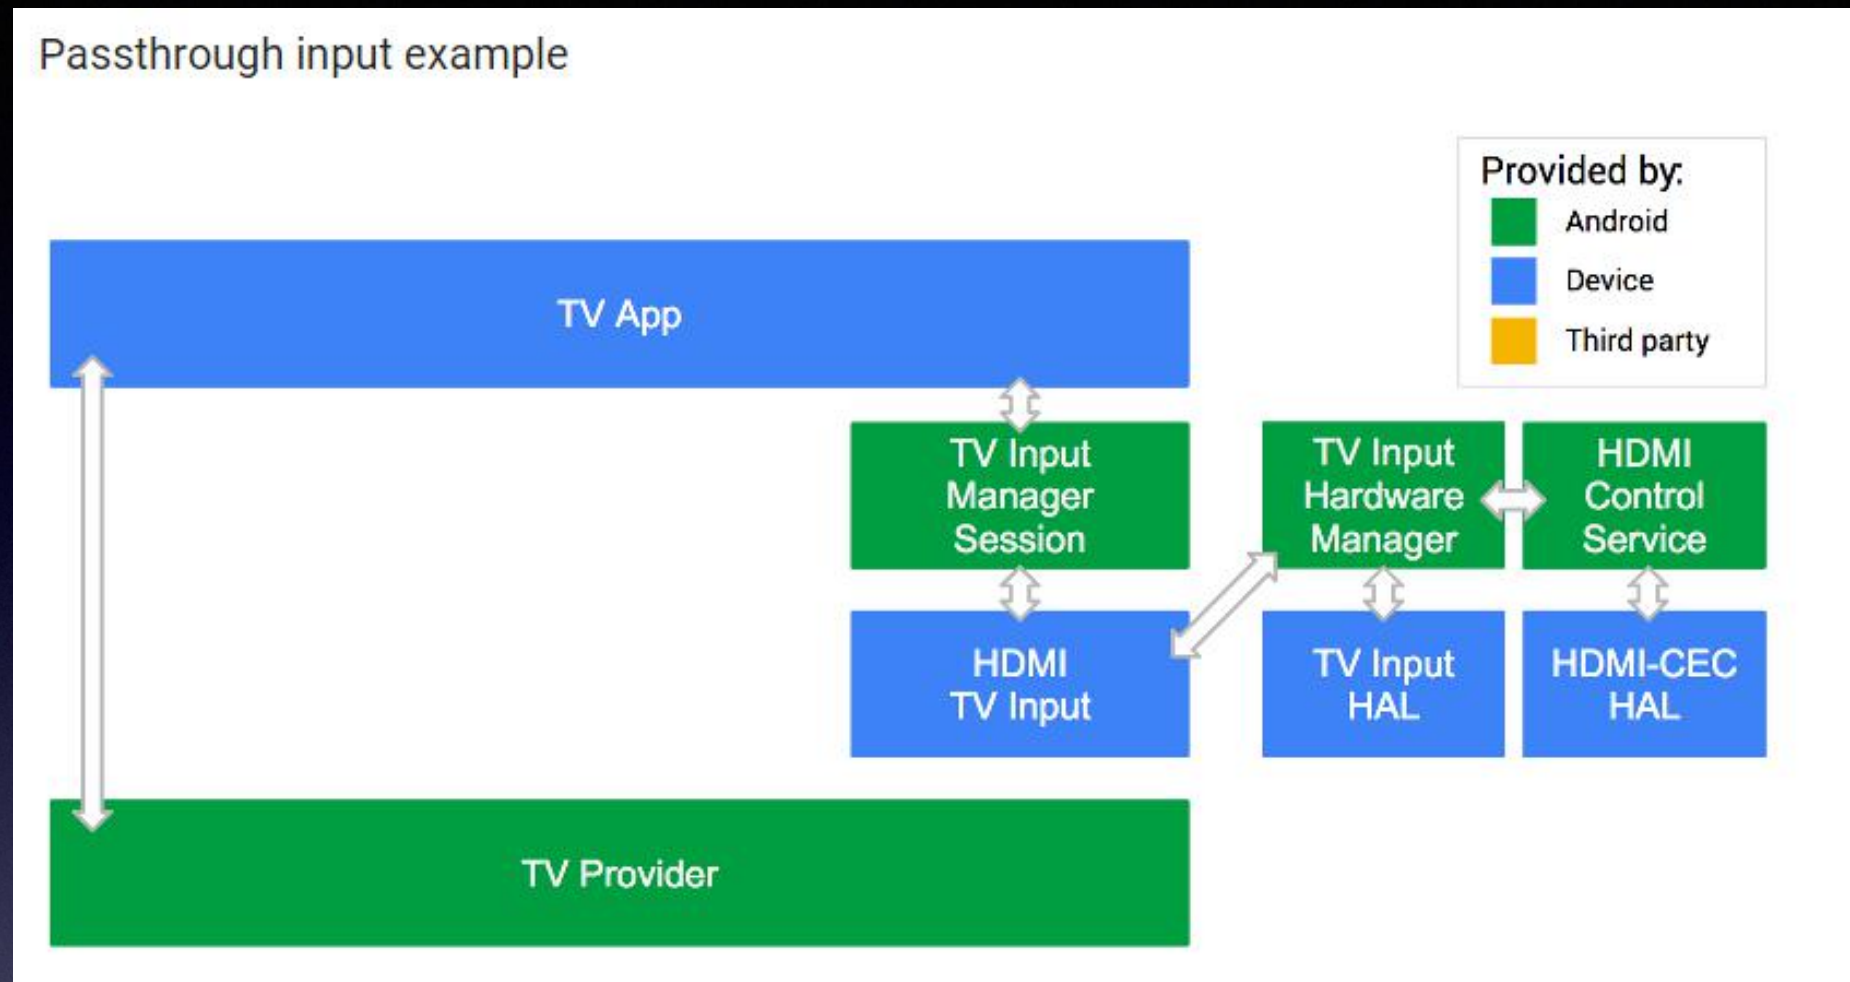 Passthrough input example
Provided by:
Android
Device
Third party
TV App
TV Input
Manager
Session
TV Input
Hardware
Manager
HDMI
Control
Service
HDMI
TV Input
TV Input
HAL
HDMI-CEC
HAL
TV Provider